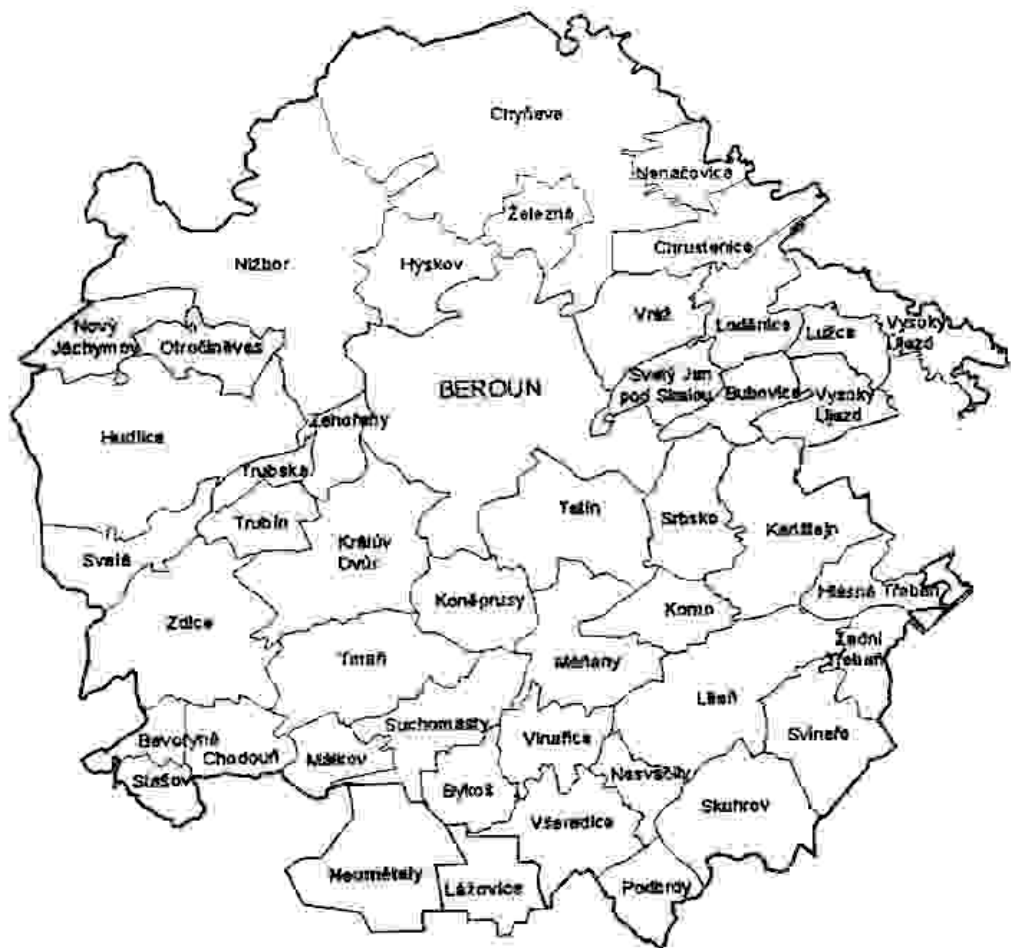 Chyňava
Nenačovice
Železná
Chrustenice
Nižbor
Hýskov
Vráž
Loděnice
Lužce
Vysoký
Újezd
Nový
Jáchymov
Otročiněves
Svatý Jan
pod Skalou
Bubovice
Vysoký
Újezd
BEROUN
Zahořany
Hudlice
Trubská
Trubín
Tetín
Srbsko
Karlštejn
Svatá
Králův
Dvůr
Koněprusy
Korno
Hlásná Třebaň
Zdice
Tmaň
Měňany
Zadní
Třebaň
Liteň
Suchomasty
Svinaře
Bavoryně
Chodouň
Málkov
Vinařice
Stašov
Nesvačily
Bykoš
Skuhrov
Všeradice
Neumětely
Lážovice
Podbrdy